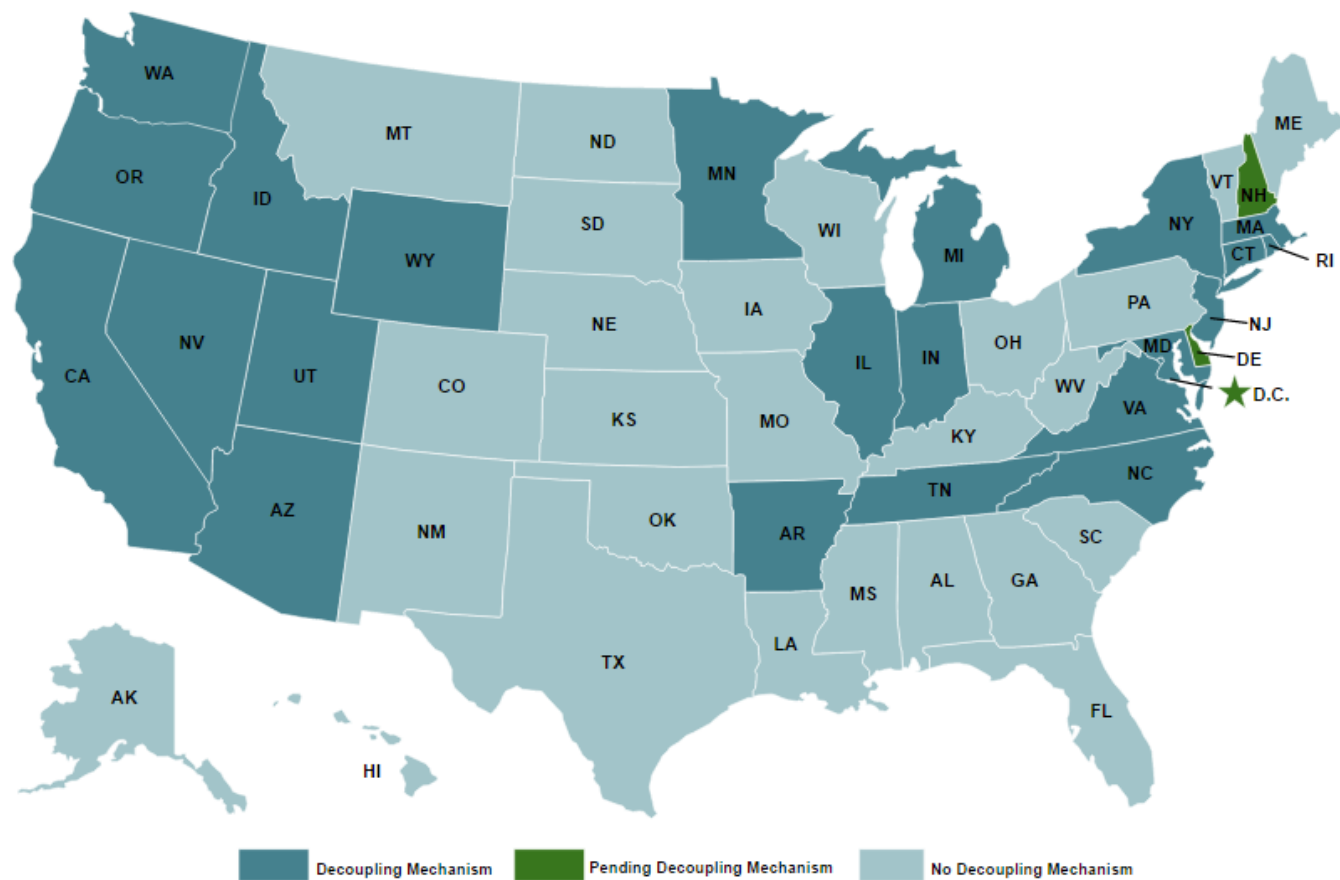 WA
MT
ND
MN
ME
OR
ID
SD
WI
VT
NH
NY
MA
WY
MI
CT
RI
IA
PA
NE
NJ
NV
IL
IN
OH
MD
DE
CA
UT
CO
WV
D.C.
KS
MO
VA
KY
NC
AZ
TN
OK
NM
AR
SC
MS
AL
GA
LA
TX
AK
FL
HI
Decoupling Mechanism
Pending Decoupling Mechanism
No Decoupling Mechanism